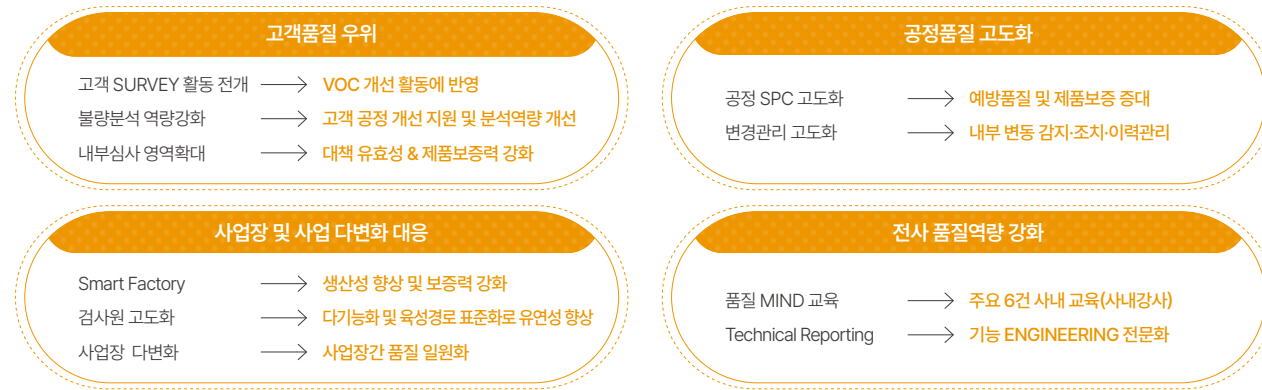 고객품질 우위
고객 SURVEY 활동 전개 → VOC 개선 활동에 반영
불량분석 역량강화 → 고객 공정 개선 지원 및 분석역량 개선
내부심사 영역확대 → 대책 유효성 & 제품보증력 강화
공정품질 고도화
공정 SPC 고도화 → 예방품질 및 제품보증 증대
변경관리 고도화 → 내부 변동 감지·조치·이력관리
사업장 및 사업 다변화 대응
Smart Factory → 생산성 향상 및 보증력 강화
검사원 고도화 → 다기능화 및 육성경로 표준화로 유연성 향상
사업장 다변화 → 사업장간 품질 일원화
전사 품질역량 강화
품질 MIND 교육 → 주요 6건 사내 교육(사내강사)
Technical Reporting → 기능 ENGINEERING 전문화